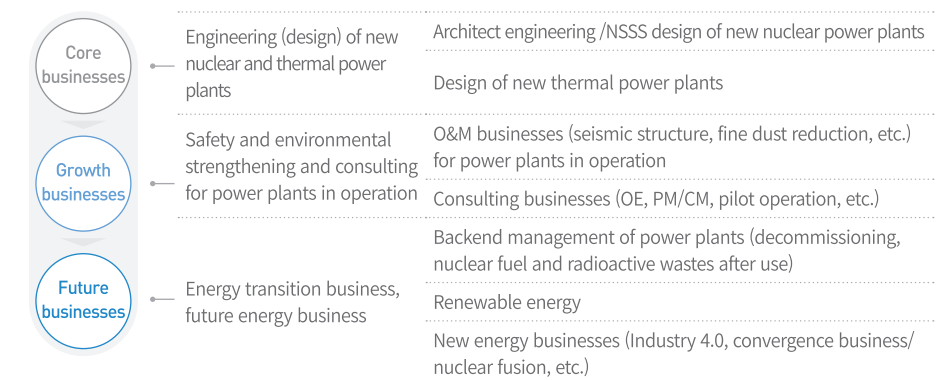 Core
businesses
Engineering (design) of new
nuclear and thermal power
plants
Architect engineering /NSSS design of new nuclear power plants
Design of new thermal power plants
Growth
businesses
Safety and environmental
strengthening and consulting
for power plants in operation
O&M businesses (seismic structure, fine dust reduction, etc.)
for power plants in operation
Consulting businesses (OE, PM/CM, pilot operation, etc.)
Future
businesses
Energy transition business,
future energy business
Backend management of power plants (decommissioning,
nuclear fuel and radioactive wastes after use)
Renewable energy
New energy businesses (Industry 4.0, convergence business/
nuclear fusion, etc.)